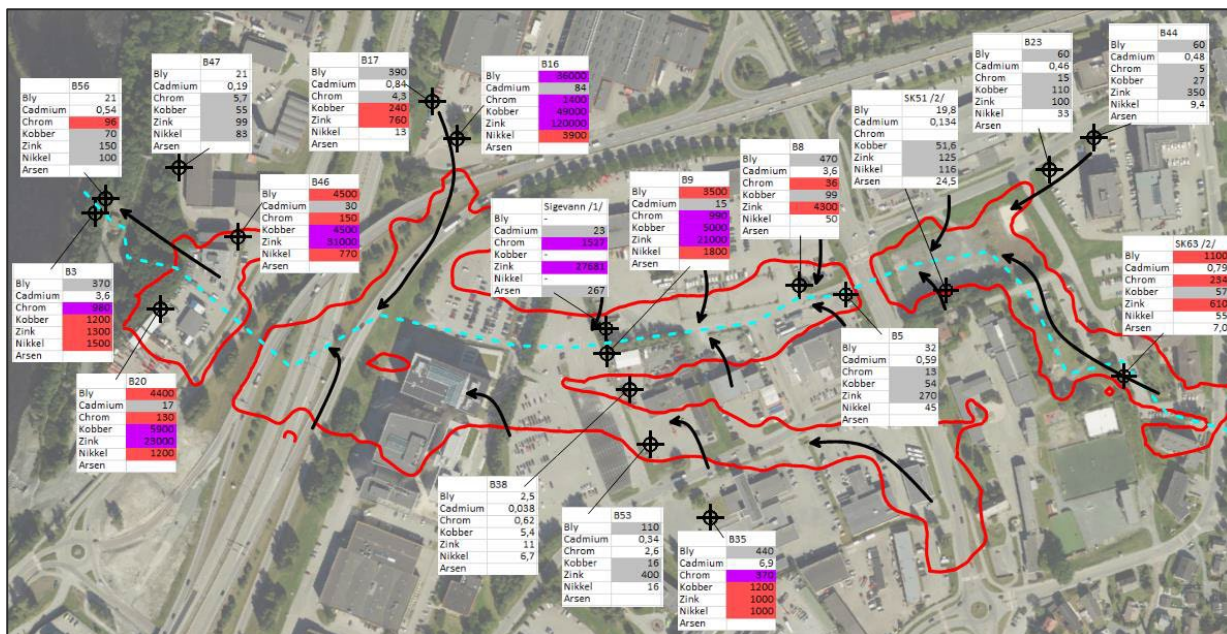 B56
Bly 21
Cadmium 0,54
Chrom 96
Kobber 70
Zink 150
Nikkel 100
Arsen
B47
Bly 21
Cadmium 0,19
Chrom 5,7
Kobber 55
Zink 99
Nikkel 83
Arsen
B17
Bly 390
Cadmium 0,84
Chrom 4,3
Kobber 240
Zink 760
Nikkel 13
Arsen
B16
Bly 36000
Cadmium 84
Chrom 1400
Kobber 49000
Zink 120000
Nikkel 3900
Arsen
SK51 /2/
Bly 19,8
Cadmium 0,134
Chrom
Kobber 51,6
Zink 125
Nikkel 116
Arsen 24,5
B23
Bly 60
Cadmium 0,46
Chrom 15
Kobber 110
Zink 100
Nikkel 33
Arsen
B44
Bly 60
Cadmium 0,48
Chrom 5
Kobber 27
Zink 350
Nikkel 9,4
Arsen
B46
Bly 4500
Cadmium 30
Chrom 150
Kobber 4500
Zink 31000
Nikkel 770
Arsen
Sigevann /1/
Bly -
Cadmium 23
Chrom 1527
Kobber -
Zink 27681
Nikkel -
Arsen 267
B9
Bly 3500
Cadmium 15
Chrom 990
Kobber 5000
Zink 21000
Nikkel 1800
Arsen
B8
Bly 470
Cadmium 3,6
Chrom 36
Kobber 99
Zink 4300
Nikkel 50
Arsen
SK63 /2/
Bly 1100
Cadmium 0,79
Chrom 234
Kobber 57
Zink 610
Nikkel 55
Arsen 7,0
B3
Bly 370
Cadmium 3,6
Chrom 980
Kobber 1200
Zink 1300
Nikkel 1500
Arsen
B20
Bly 4400
Cadmium 17
Chrom 130
Kobber 5900
Zink 23000
Nikkel 1200
Arsen
B5
Bly 32
Cadmium 0,59
Chrom 13
Kobber 54
Zink 270
Nikkel 45
Arsen
B38
Bly 2,5
Cadmium 0,038
Chrom 0,62
Kobber 5,4
Zink 11
Nikkel 6,7
Arsen
B53
Bly 110
Cadmium 0,34
Chrom 2,6
Kobber 16
Zink 400
Nikkel 16
Arsen
B35
Bly 440
Cadmium 6,9
Chrom 370
Kobber 1200
Zink 1000
Nikkel 1000
Arsen